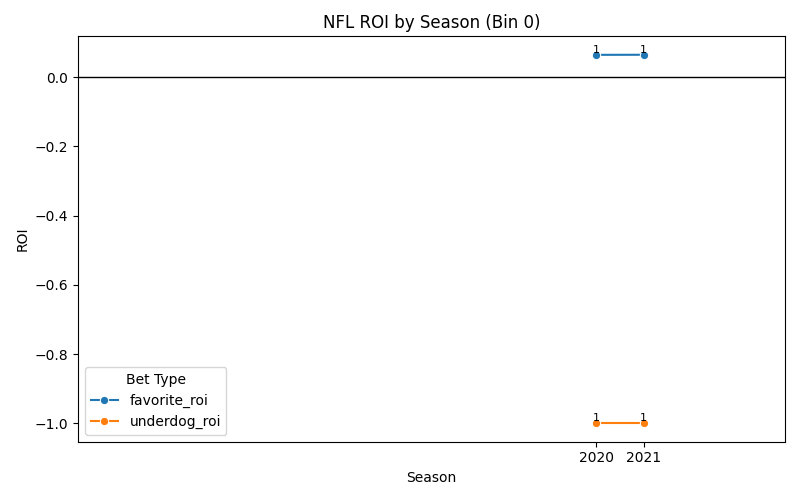 NFL ROI by Season (Bin 0)
1 1
0.0
−0.2
−0.4
−0.6
−0.8
−1.0
ROI
1 1
Bet Type
favorite_roi
underdog_roi
2020 2021
Season